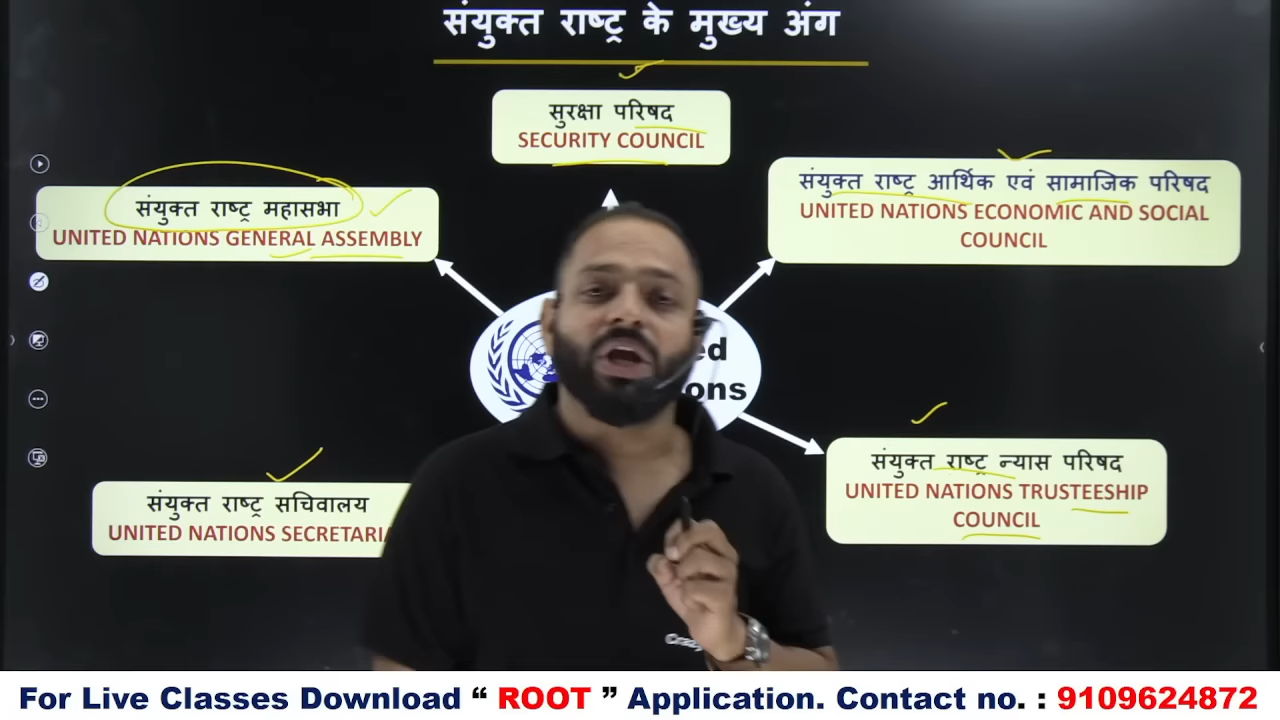 संयुक्त राष्ट्र के मुख्य अंग
सुरक्षा परिषद
SECURITY COUNCIL
संयुक्त राष्ट्र महासभा
UNITED NATIONS GENERAL ASSEMBLY
संयुक्त राष्ट्र आर्थिक एवं सामाजिक परिषद
UNITED NATIONS ECONOMIC AND SOCIAL
COUNCIL
संयुक्त राष्ट्र सचिवालय
UNITED NATIONS
संयुक्त राष्ट्र न्यास परिषद
UNITED NATIONS TRUSTEESHIP
COUNCIL
For Live Classes Download “ ROOT ” Application. Contact no. : 9109624872